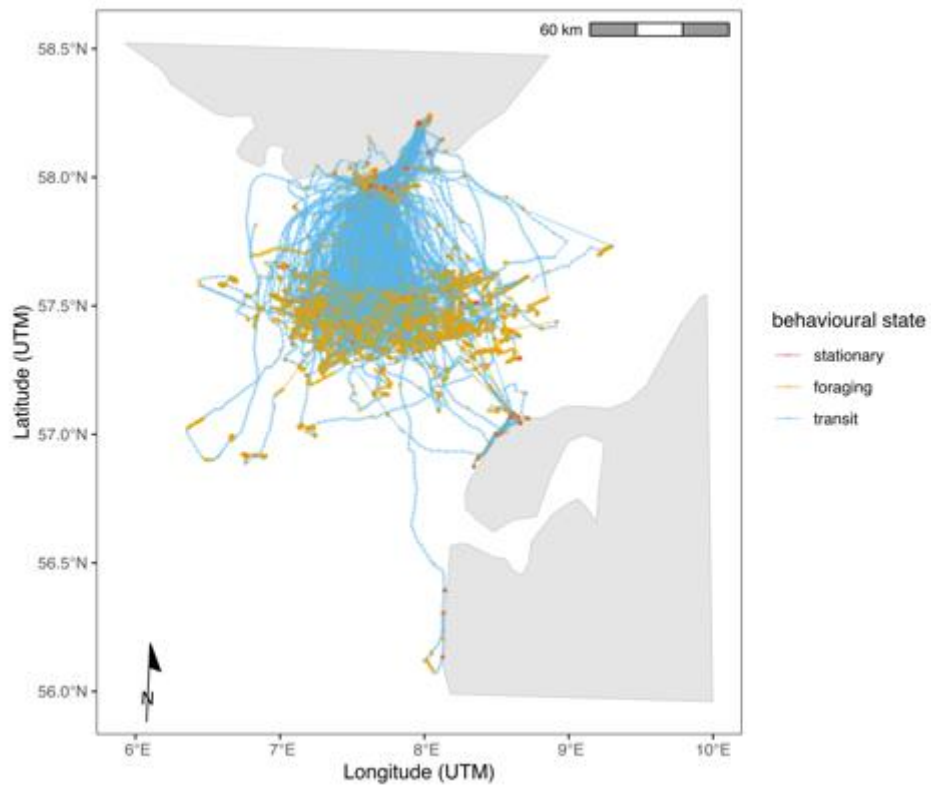 60 km
58.5°N
58.0°N
57.5°N
57.0°N
56.5°N
56.0°N
Latitude (UTM)
N
6°E 7°E 8°E 9°E 10°E
Longitude (UTM)
behavioural state
stationary
foraging
transit